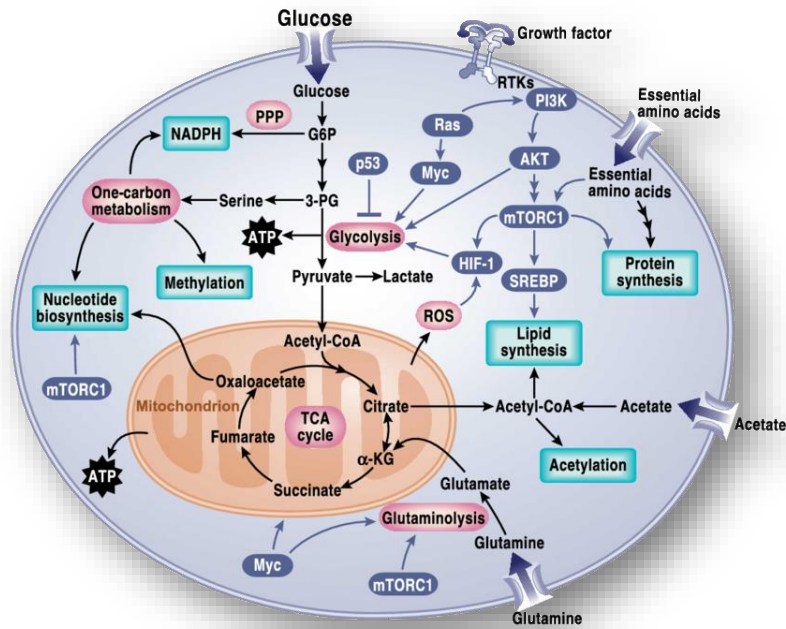 Glucose
Growth factor
RTKs
Glucose
PI3K
Essential
amino acids
PPP
NADPH
G6P
Ras
p53
Myc
AKT
Essential
amino acids
One-carbon
metabolism
Serine
3-PG
mTORC1
ATP
Glycolysis
HIF-1
Protein
synthesis
Methylation
Pyruvate
Lactate
SREBP
Nucleotide
biosynthesis
ROS
Lipid
synthesis
Acetyl-CoA
mTORC1
Oxaloacetate
Mitochondrion
Citrate
Acetyl-CoA
Acetate
Acetate
TCA
cycle
Fumarate
α-KG
Acetylation
ATP
Succinate
Glutamate
Glutaminolysis
Glutamine
Myc
mTORC1
Glutamine